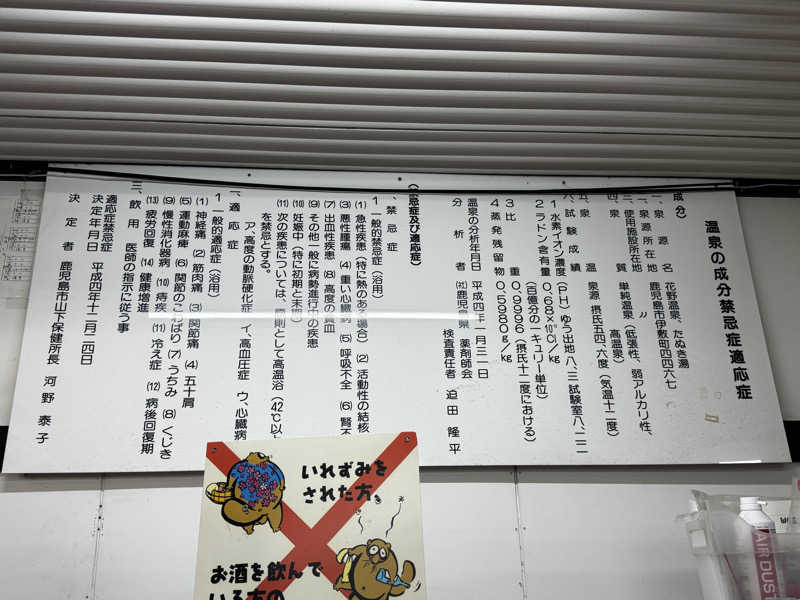 温泉の成分禁忌症適応症
成分)
泉源名 花野温泉、たぬき湯
泉源所在地 鹿児島市伊敷町四四六七
三、使用施設所在地 〃
四、泉質 単純温泉(低張性、弱アルカリ性、
高温泉)
五、泉温 泉源 摂氏五四、六度(気温十二度)
六、試験成績
1 水素イオン濃度(PH)ゆう出地八、三 試験室八、二二
2 ラドン含有量 0,68×10 Ci/kg
(百億分の一キュリー単位)
3 比重 0,9996(摂氏十二度における)
4 蒸発残留物 0,5980g/kg
温泉の分析年月日 平成四年一月三一日
分析者 ㈳鹿児島県薬剤師会
検査責任者 迫田隆平
(禁忌症及び適応症)
一、禁忌症
1 一般的禁忌症(浴用)
(1) 急性疾患(特に熱のある場合) (2) 活動性の結核
(3) 悪性腫瘍 (4) 重い心臓病 (5) 呼吸不全 (6) 腎不
(7) 出血性疾患 (8) 高度の貧血
(9) その他一般に病勢進行中の疾患
(10) 妊娠中(特に初期と末期)
(11) 次の疾患については、原則として高温浴(42℃以上
を禁忌とする。
ア、高度の動脈硬化症 イ、高血圧症 ウ、心臓病
二、適応症
1 一般的適応症(浴用)
(1) 神経痛 (2) 筋肉痛 (3) 関節痛 (4) 五十肩
(5) 運動麻痺 (6) 関節のこわばり (7) うちみ (8) くじき
(9) 慢性消化器病 (10) 痔疾 (11) 冷え症 (12) 病後回復期
(13) 疲労回復 (14) 健康増進
三、飲用 医師の指示に従う事
適応症禁忌症
決定年月日 平成四年十二月二四日
決定者 鹿児島市山下保健所長 河野泰子
いれずみを
された方。
お酒を飲んで
いる方の
AIR DUST